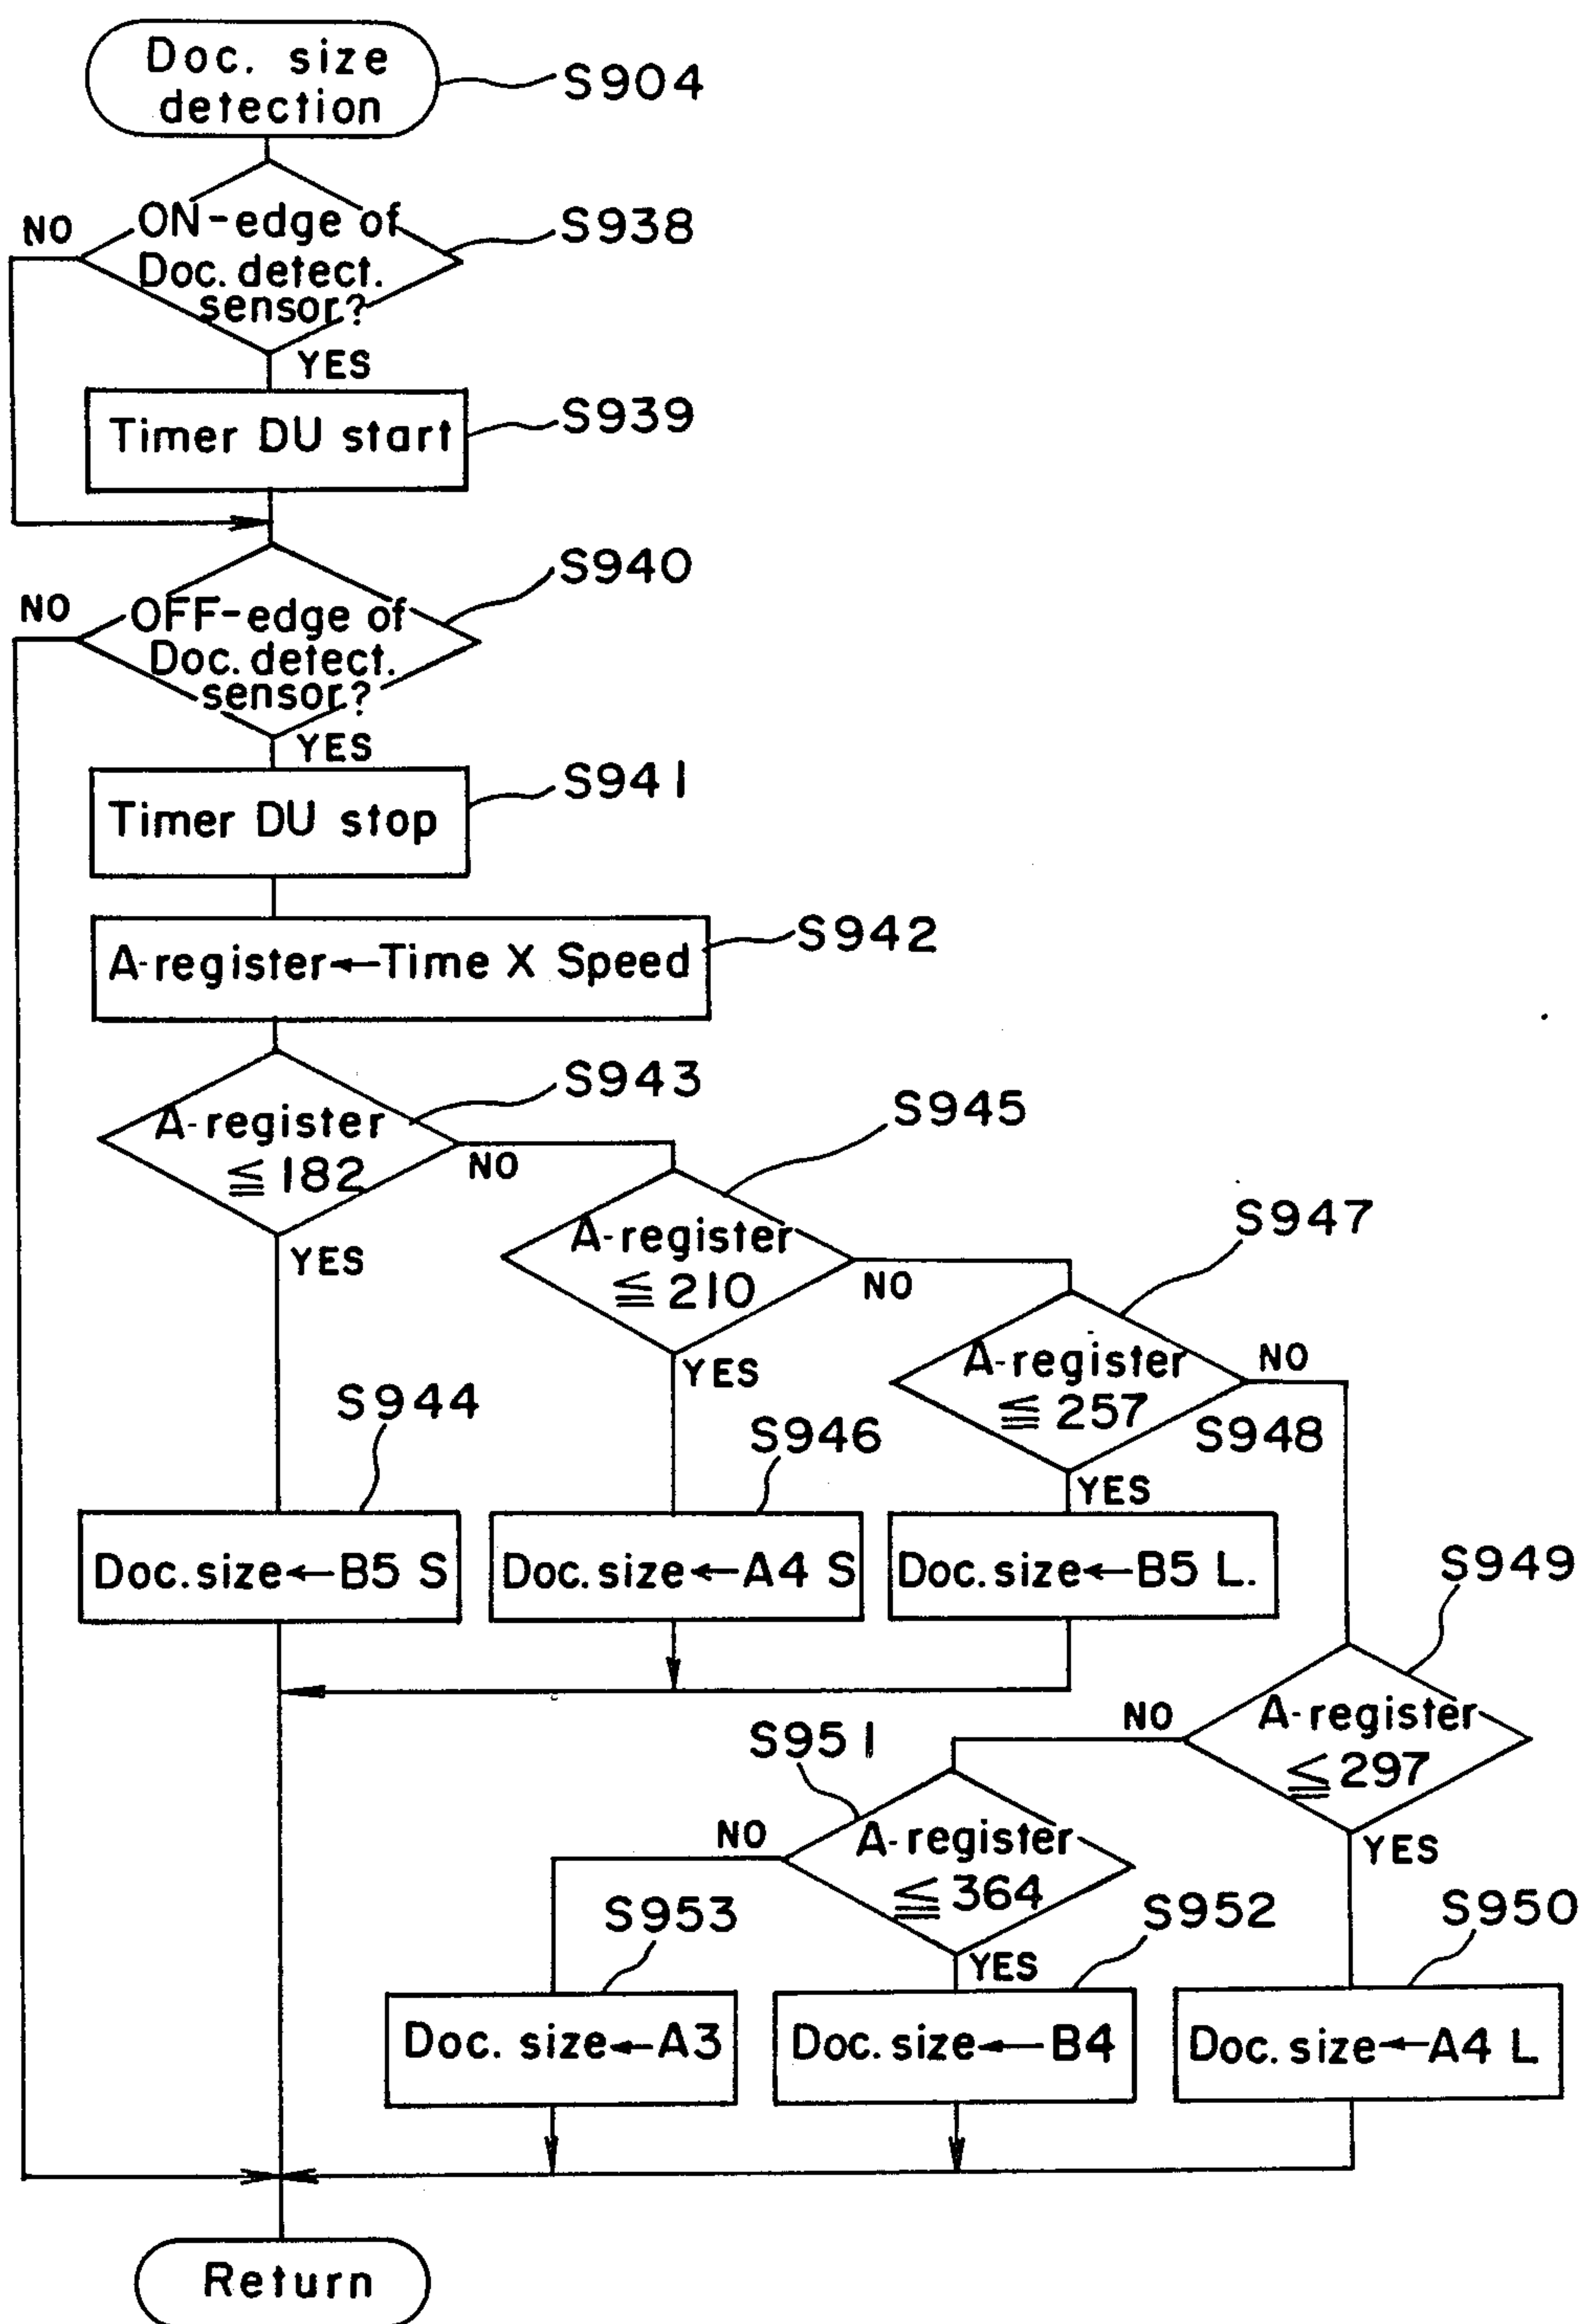 Doc. size
detection
S904
NO
ON-edge of
Doc. detect.
sensor?
S938
YES
Timer DU start
S939
NO
OFF-edge of
Doc. detect.
sensor?
S940
YES
Timer DU stop
S941
A-register←Time X Speed
S942
A-register
≦ 182
S943
NO
YES
A-register
≦ 210
S945
NO
YES
A-register
≦ 257
S947
NO
YES
S944
Doc. size←B5 S
S946
Doc. size←A4 S
S948
Doc. size←B5 L.
S949
A-register
≦ 297
NO
YES
S951
A-register
≦ 364
NO
YES
S953
Doc. size←A3
S952
Doc. size←B4
S950
Doc. size←A4 L
Return